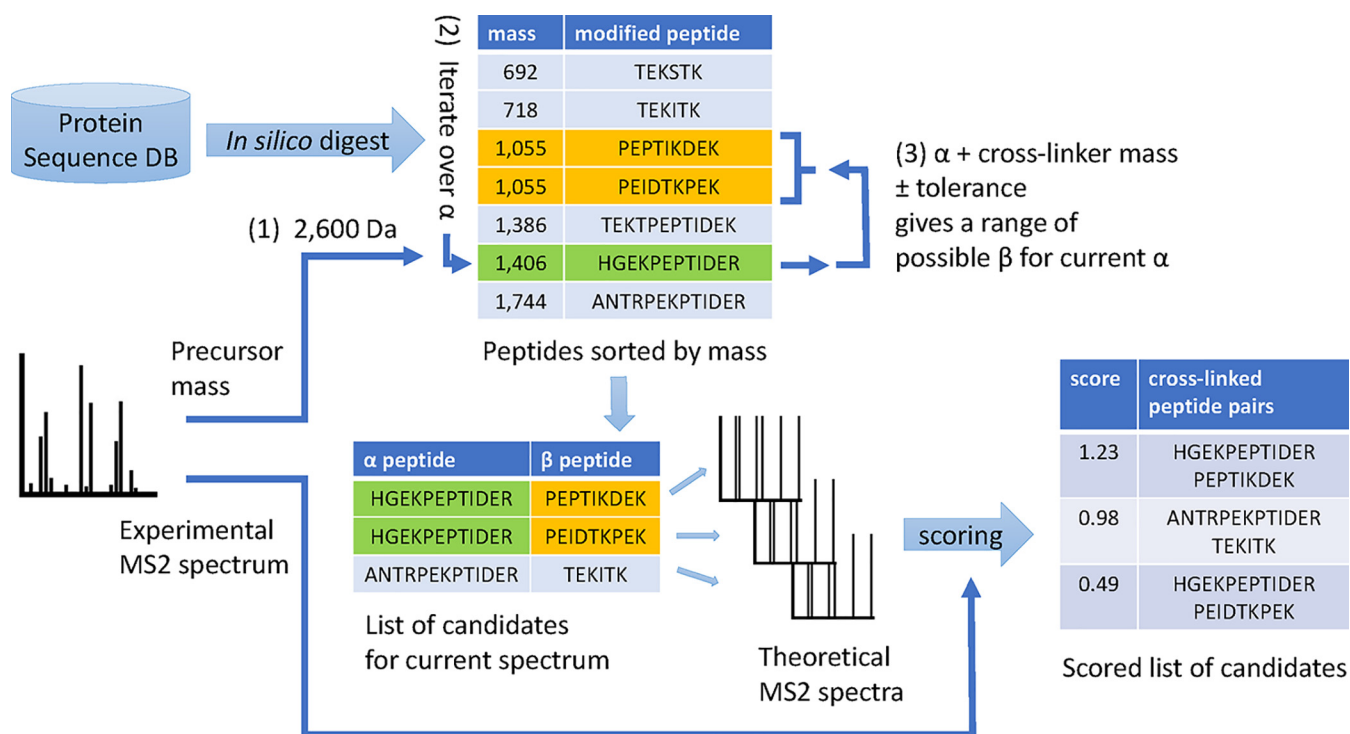 Protein
Sequence DB
In silico digest
(2) Iterate over α
mass modified peptide
692 TEKSTK
718 TEKITK
1,055 PEPTIKDEK
1,055 PEIDTKPEK
1,386 TEKTPEPTIDEK
1,406 HGEKPEPTIDER
1,744 ANTRPEKPTIDER
Peptides sorted by mass
(3) α + cross-linker mass
± tolerance
gives a range of
possible β for current α
(1) 2,600 Da
Precursor
mass
Experimental
MS2 spectrum
α peptide β peptide
HGEKPEPTIDER PEPTIKDEK
HGEKPEPTIDER PEIDTKPEK
ANTRPEKPTIDER TEKITK
List of candidates
for current spectrum
Theoretical
MS2 spectra
scoring
score cross-linked
peptide pairs
1.23 HGEKPEPTIDER
PEPTIKDEK
0.98 ANTRPEKPTIDER
TEKITK
0.49 HGEKPEPTIDER
PEIDTKPEK
Scored list of candidates